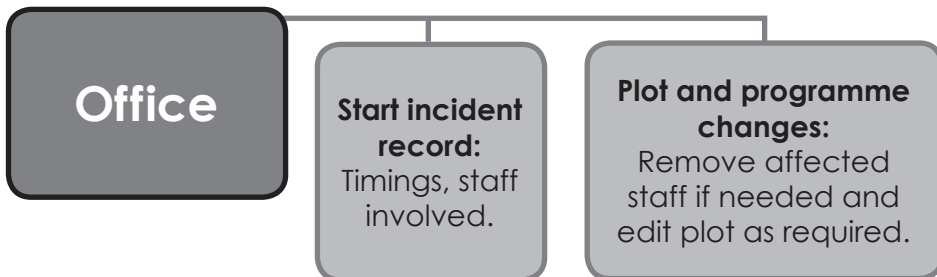 Office
Start incident
record:
Timings, staff
involved.
Plot and programme
changes:
Remove affected
staff if needed and
edit plot as required.